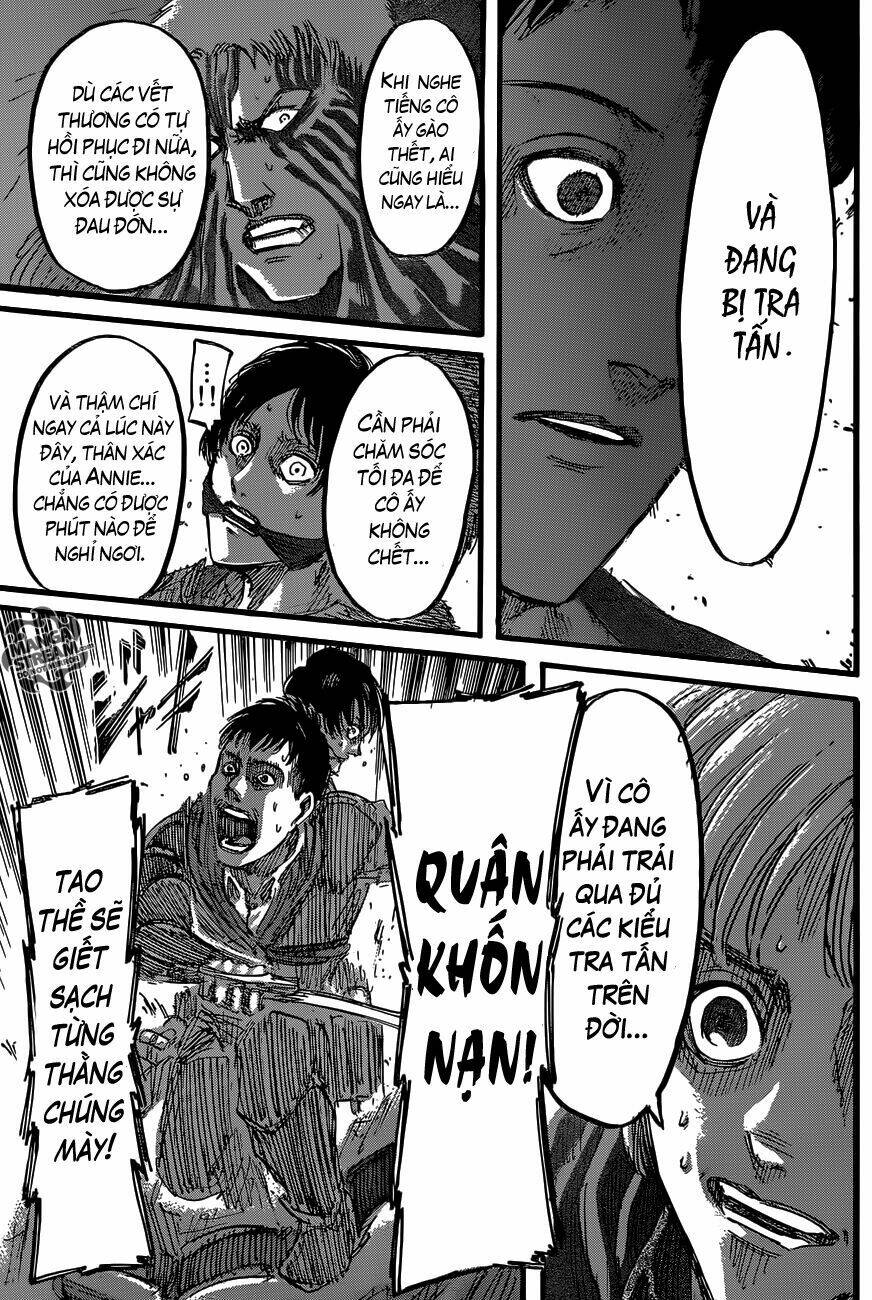 VÀ
ĐANG
BỊ TRA
TẤN.
KHI NGHE
TIẾNG CÔ
ẤY GÀO
THẾT, AI
CŨNG HIỂU
NGAY LÀ...
DÙ CÁC VẾT
THƯƠNG CÓ TỰ
HỒI PHỤC ĐI NỮA,
THÌ CŨNG KHÔNG
XÓA ĐƯỢC SỰ
ĐAU ĐỚN...
CẦN PHẢI
CHĂM SÓC
TỐI ĐA ĐỂ
CÔ ẤY
KHÔNG
CHẾT...
...!!
VÀ THẬM CHÍ
NGAY CẢ LÚC NÀY
ĐÂY, THÂN XÁC
CỦA ANNIE...
CHẲNG CÓ ĐƯỢC
PHÚT NÀO ĐỂ
NGHỈ NGƠI.
VÌ CÔ
ẤY ĐANG
PHẢI TRẢI
QUA ĐỦ
CÁC KIỂU
TRA TẤN
TRÊN
ĐỜI...
QUÂN
KHỐN
NẠN!
TAO
THỀ SẼ
GIẾT
SẠCH
TỪNG
THẰNG
CHÚNG
MÀY!
MANGA
STREAM